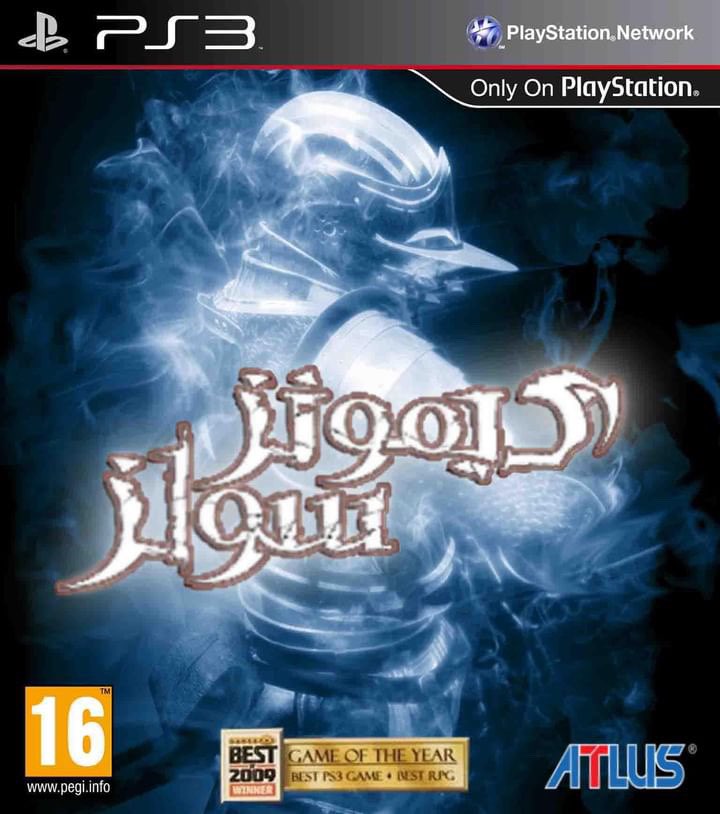 PS3
PlayStation®Network
Only On PlayStation®
ديمونز
سولز
16
™
www.pegi.info
BEST
2009
WINNER
GAME OF THE YEAR
BEST PS3 GAME • BEST RPG
ATLUS®